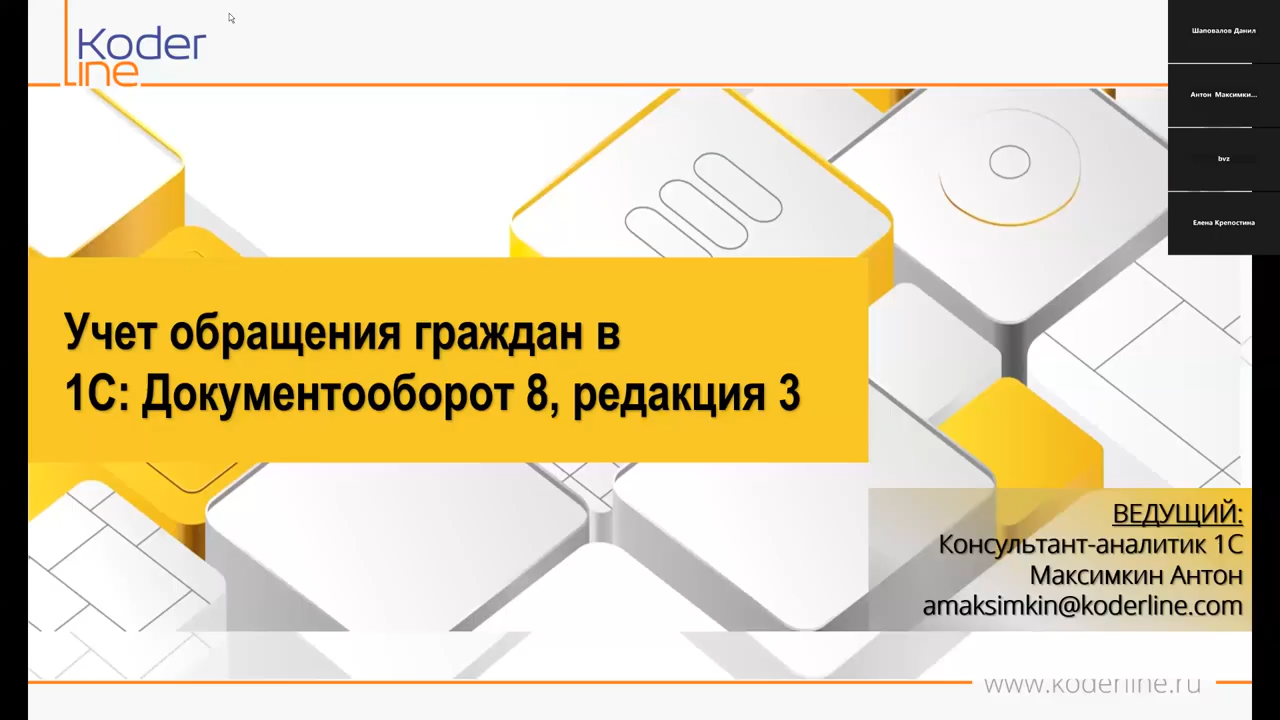 Koder
Line
Шаповалов Данил
Антон Максимки...
bvz
Елена Крепостина
Учет обращения граждан в
1С: Документооборот 8, редакция 3
ВЕДУЩИЙ:
Консультант-аналитик 1С
Максимкин Антон
amaksimkin@koderline.com
www.koderline.ru